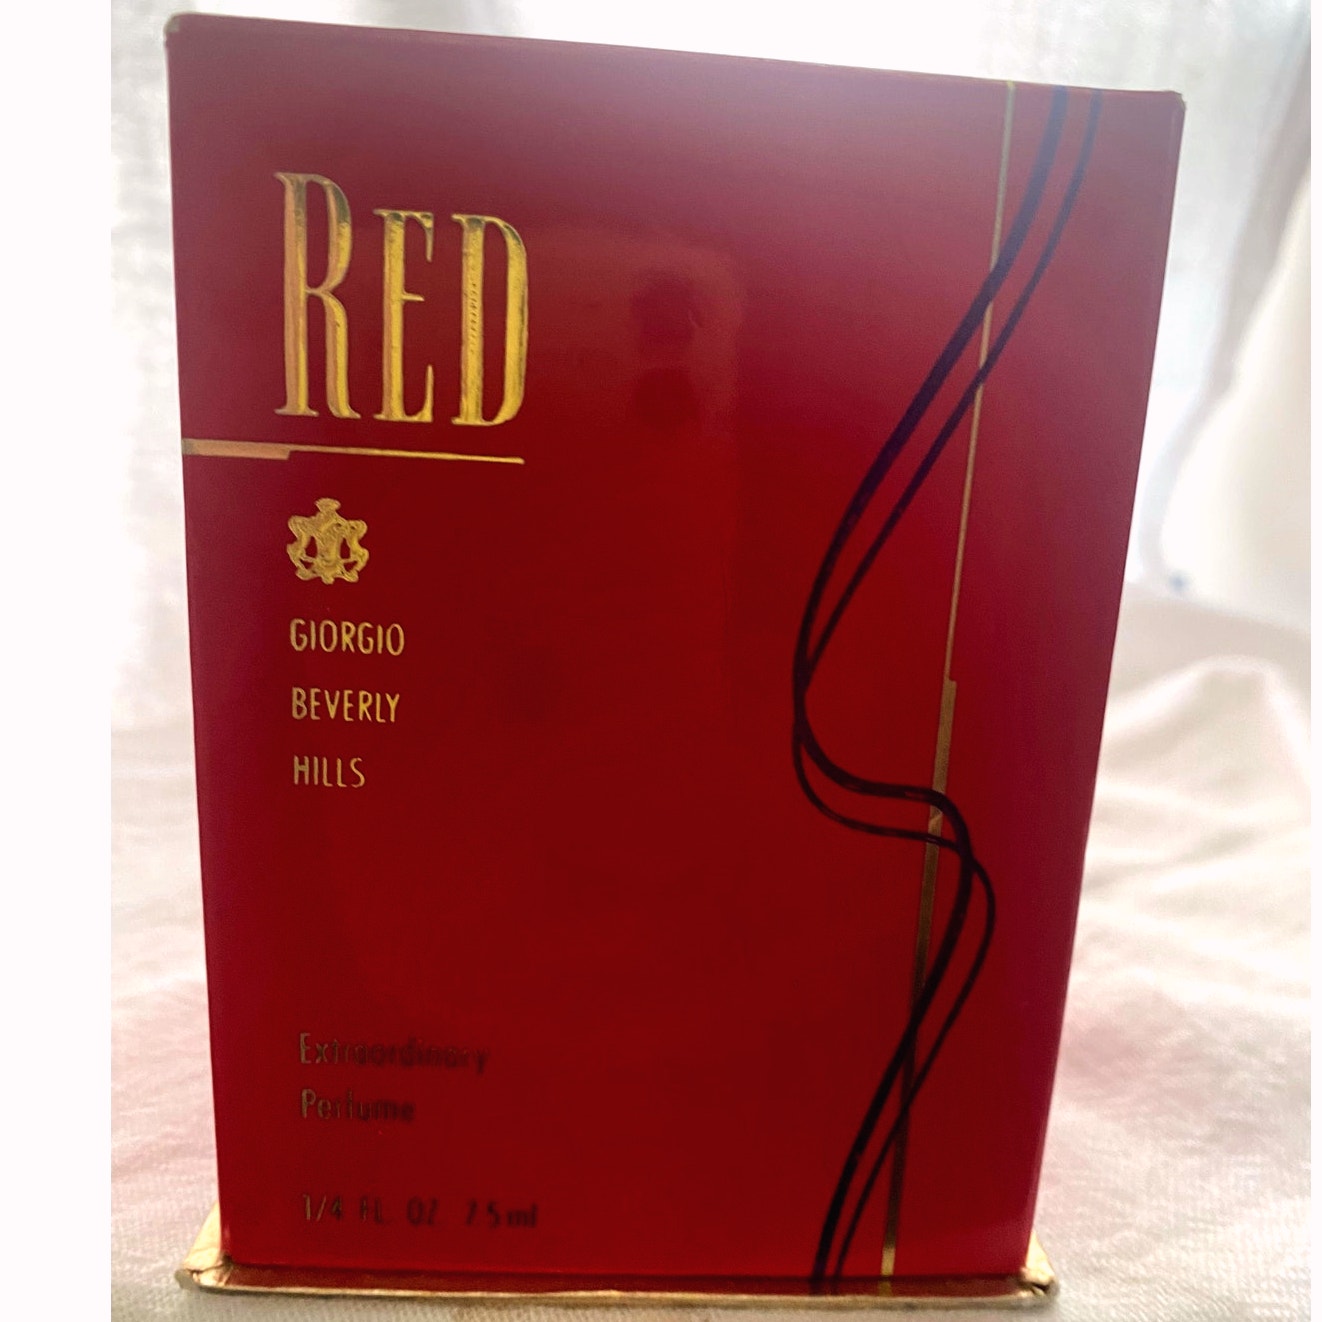 RED
GIORGIO
BEVERLY
HILLS
Extraordinary
Perfume
1/4 FL. OZ 7.5 ml